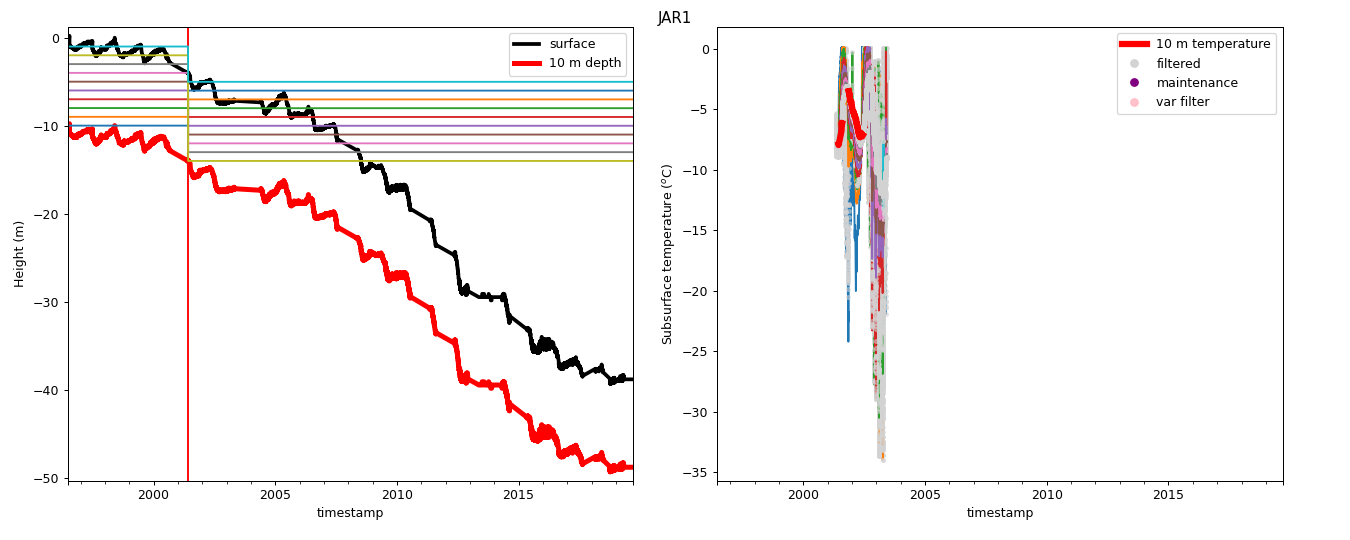 JAR1
surface
10 m depth
0
−10
−20
−30
−40
−50
Height (m)
2000 2005 2010 2015
timestamp
10 m temperature
filtered
maintenance
var filter
0
−5
−10
−15
−20
−25
−30
−35
Subsurface temperature (°C)
2000 2005 2010 2015
timestamp